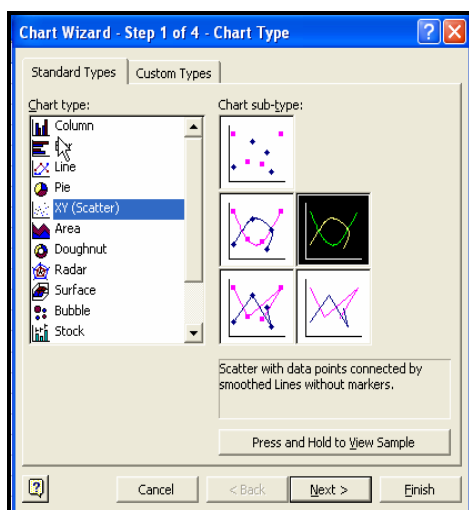 Chart Wizard - Step 1 of 4 - Chart Type
Standard Types Custom Types
Chart type:
Chart sub-type:
Column
Line
Pie
XY (Scatter)
Area
Doughnut
Radar
Surface
Bubble
Stock
Scatter with data points connected by
smoothed Lines without markers.
Press and Hold to View Sample
Cancel < Back Next > Finish